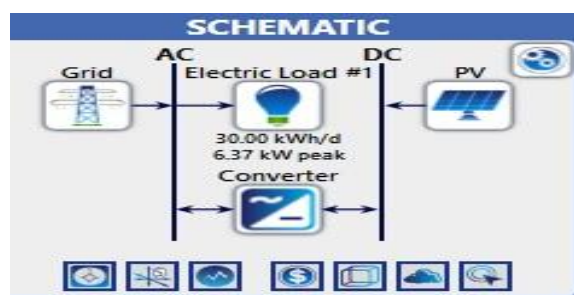 SCHEMATIC
AC DC
Grid Electric Load #1 PV
30.00 kWh/d
6.37 kW peak
Converter